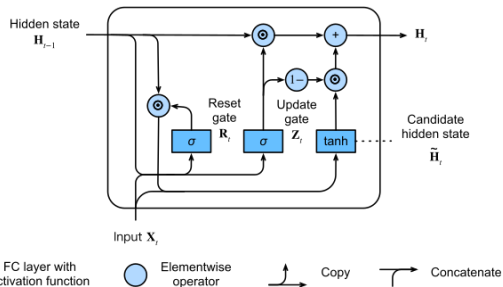 Hidden state
H_{t−1}
H_t
+
1−
Reset
gate
R_t
Update
gate
Z_t
σ
σ
tanh
Candidate
hidden state
H̃_t
Input X_t
FC layer with
ctivation function
Elementwise
operator
Copy
Concatenate